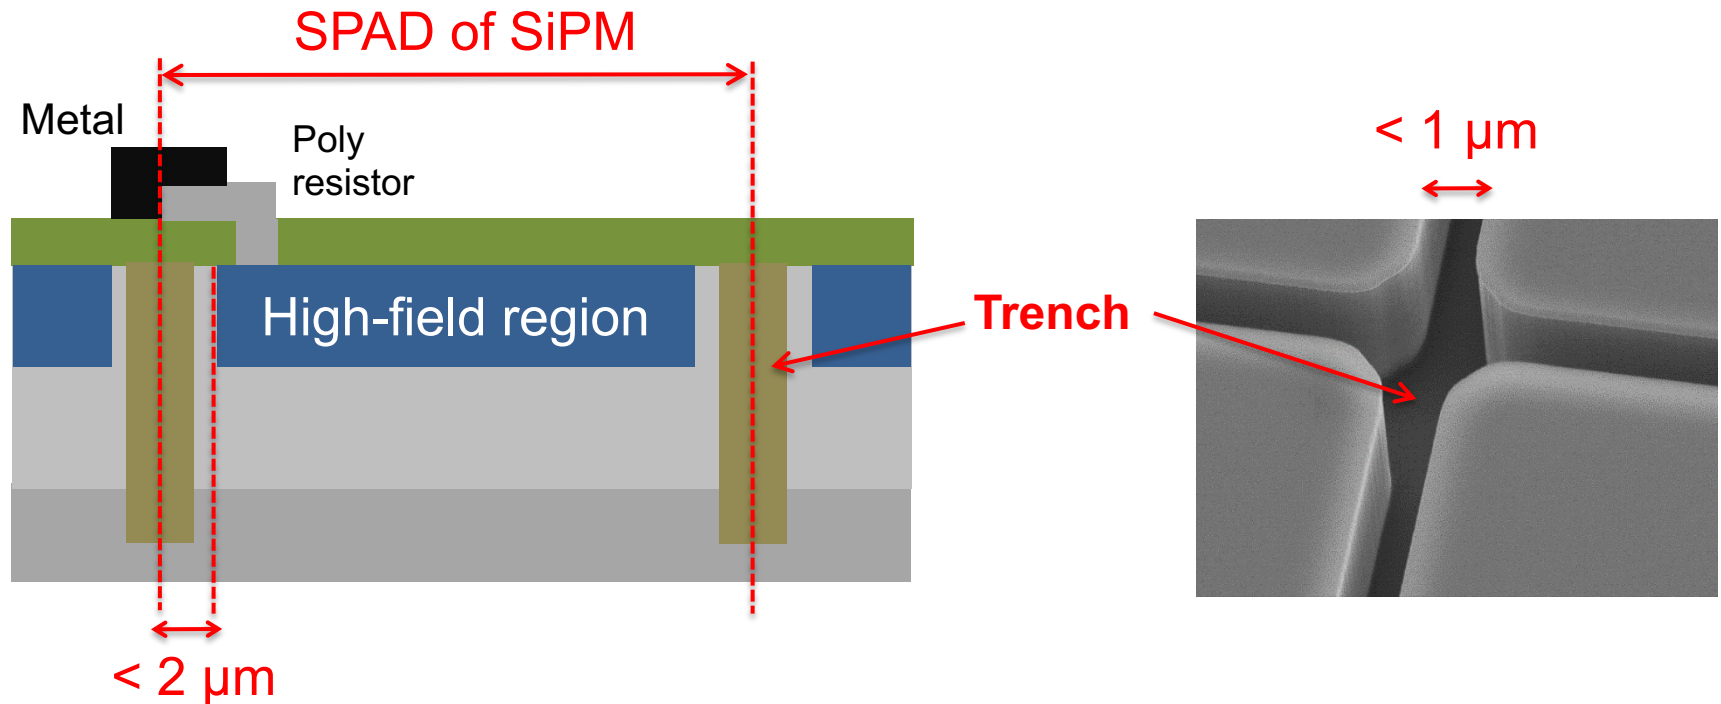 SPAD of SiPM
Metal
Poly
resistor
< 1 µm
High-field region
Trench
< 2 µm